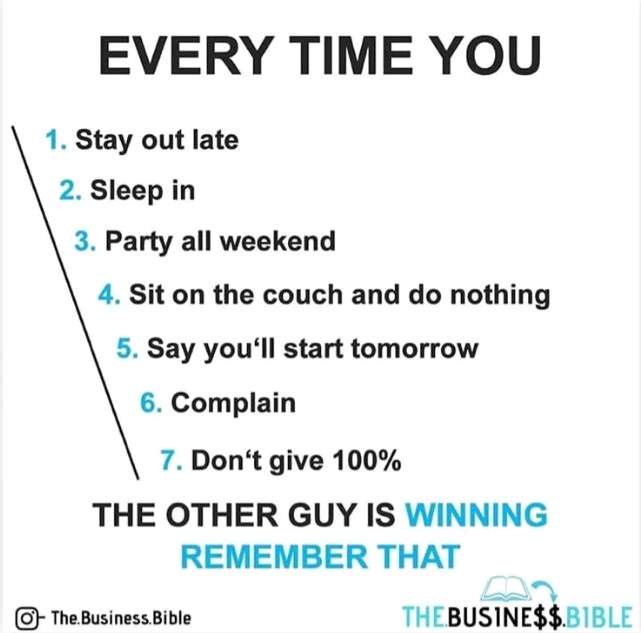 EVERY TIME YOU
1. Stay out late
2. Sleep in
3. Party all weekend
4. Sit on the couch and do nothing
5. Say you‘ll start tomorrow
6. Complain
7. Don‘t give 100%
THE OTHER GUY IS WINNING
REMEMBER THAT
The.Business.Bible
THE.BUSINE$$.BIBLE